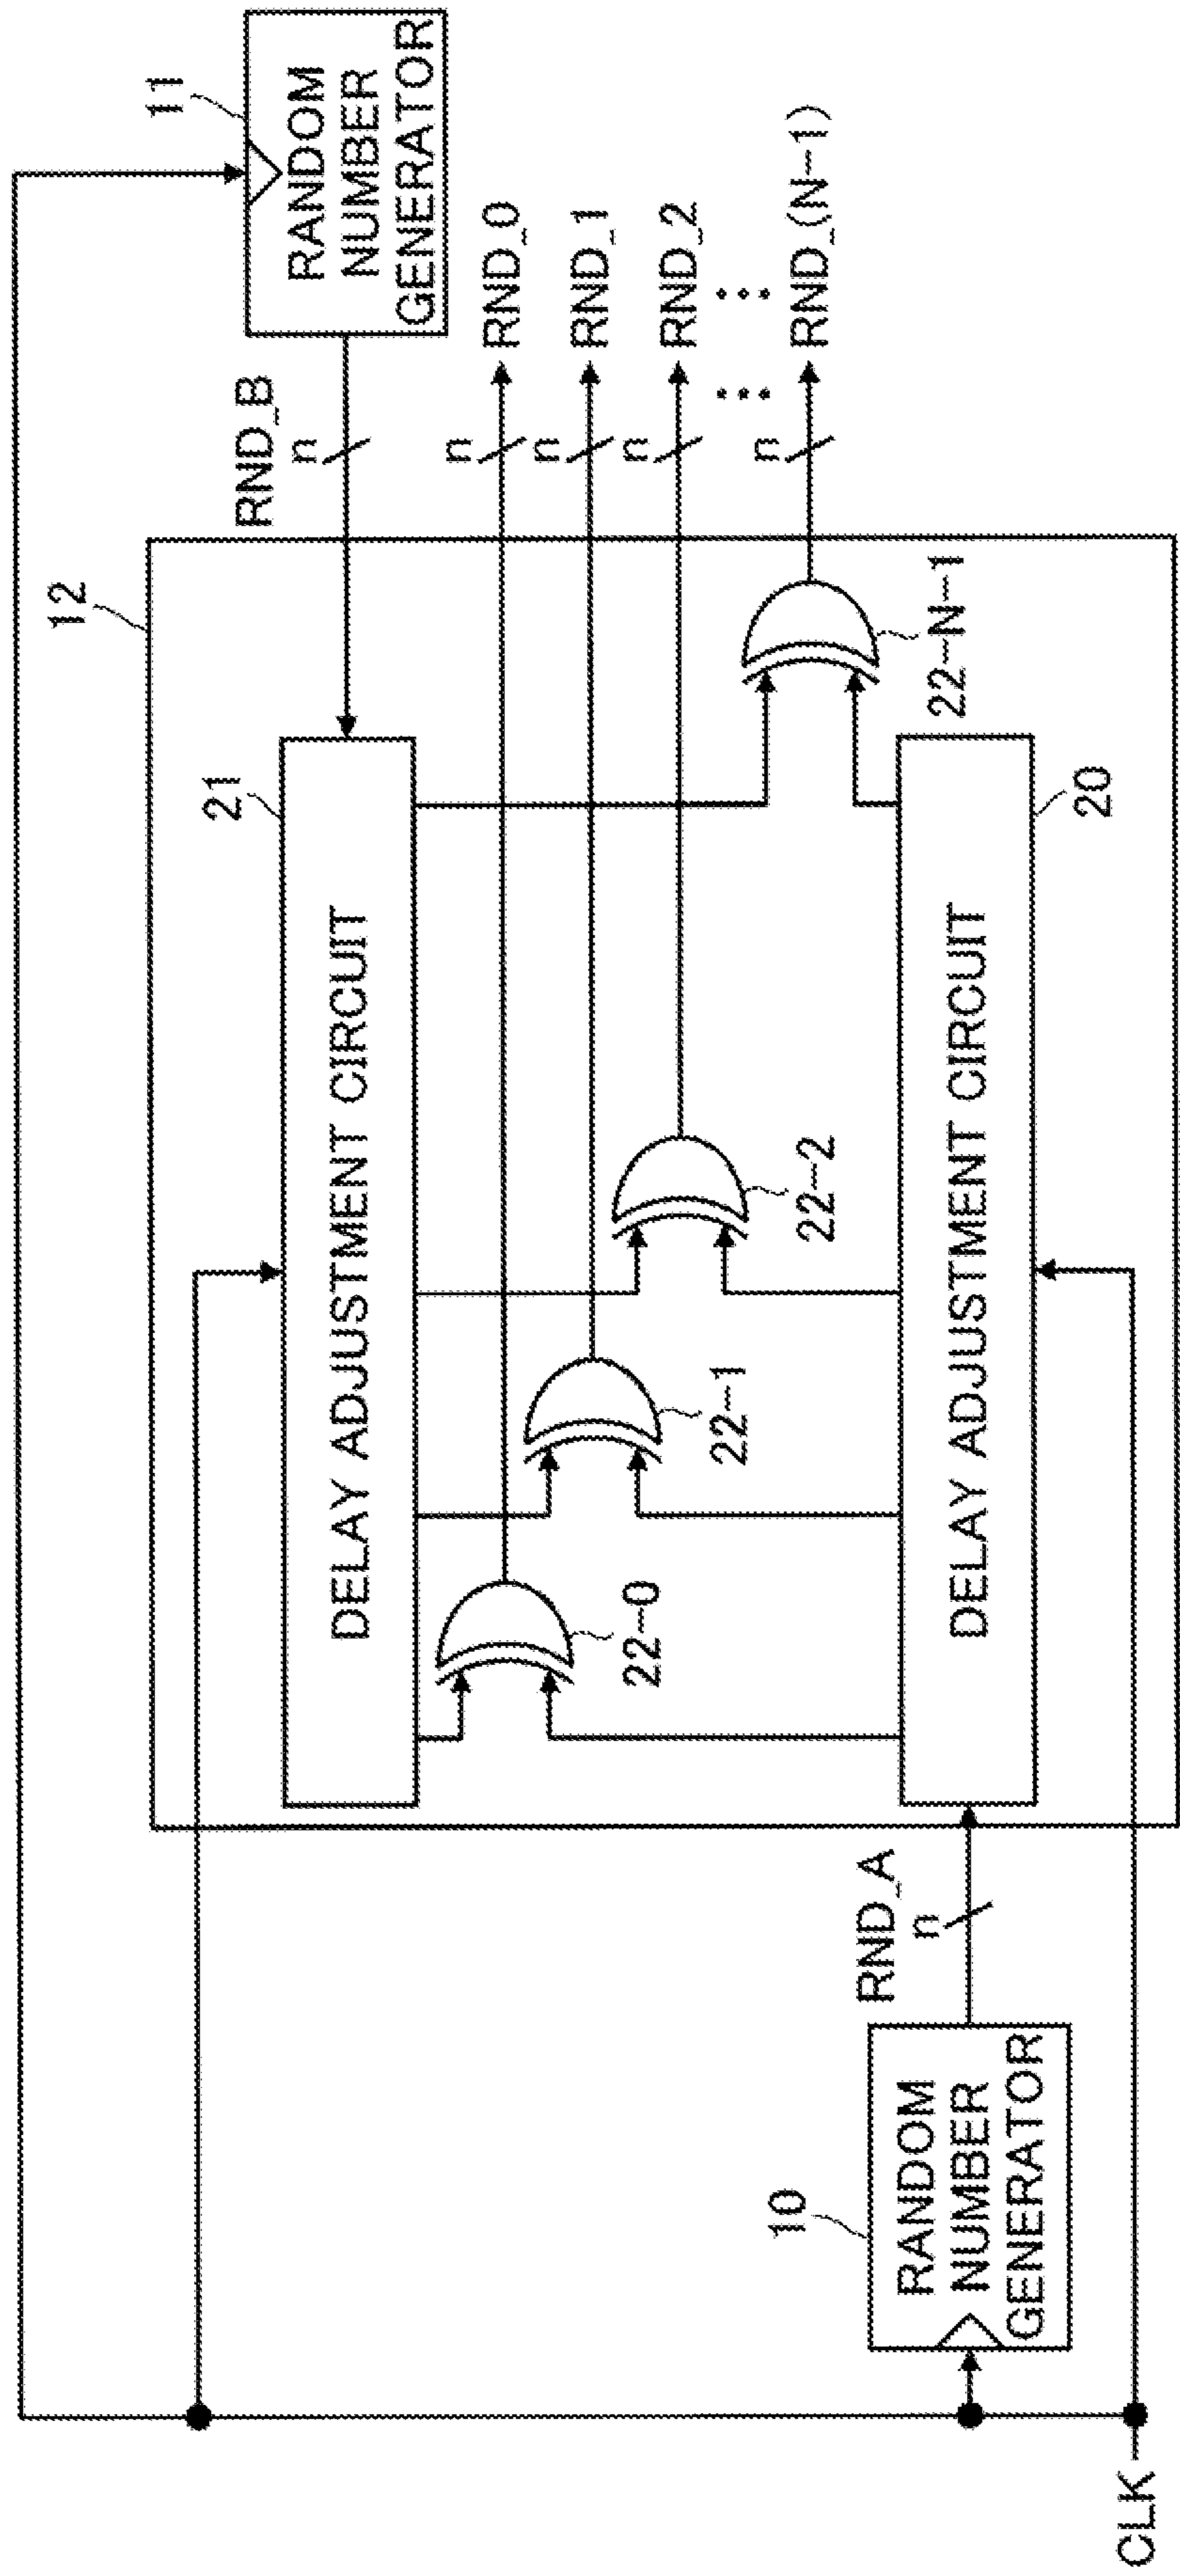 11
RANDOM
NUMBER
GENERATOR
RND_B
n
12
21
DELAY ADJUSTMENT CIRCUIT
n
RND_0
n
RND_1
n
RND_2
n
RND_(N-1)
22-0
22-1
22-2
22-N-1
DELAY ADJUSTMENT CIRCUIT
20
RND_A
n
10
RANDOM
NUMBER
GENERATOR
CLK